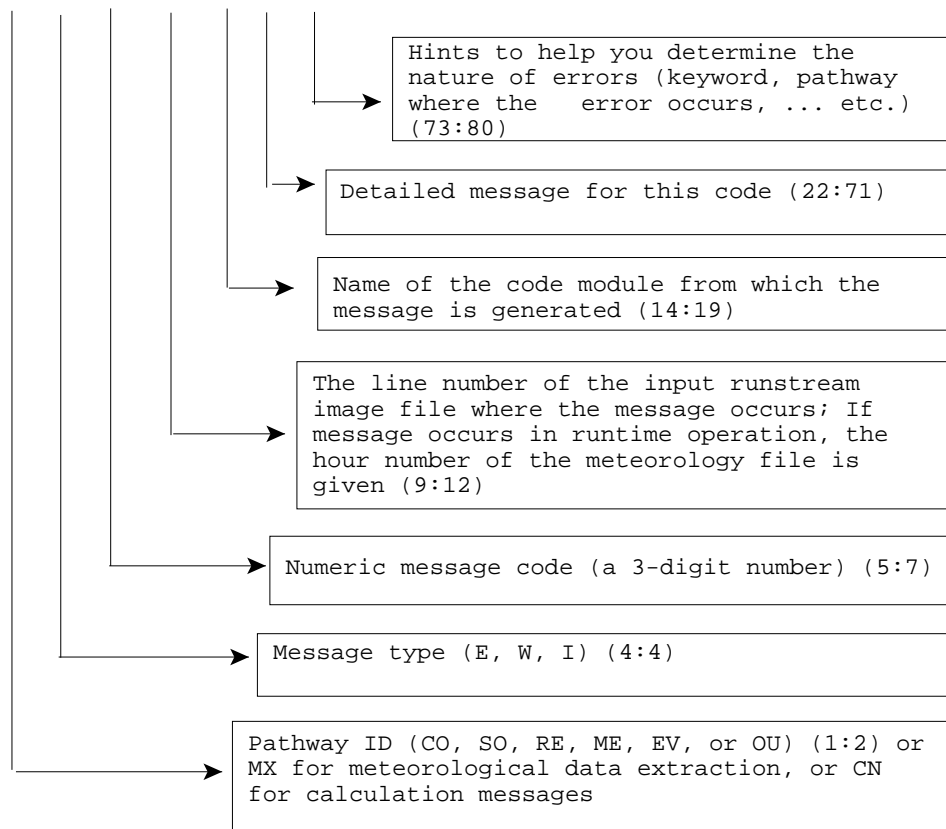 Hints to help you determine the
nature of errors (keyword, pathway
where the error occurs, ... etc.)
(73:80)
Detailed message for this code (22:71)
Name of the code module from which the
message is generated (14:19)
The line number of the input runstream
image file where the message occurs; If
message occurs in runtime operation, the
hour number of the meteorology file is
given (9:12)
Numeric message code (a 3-digit number) (5:7)
Message type (E, W, I) (4:4)
Pathway ID (CO, SO, RE, ME, EV, or OU) (1:2) or
MX for meteorological data extraction, or CN
for calculation messages